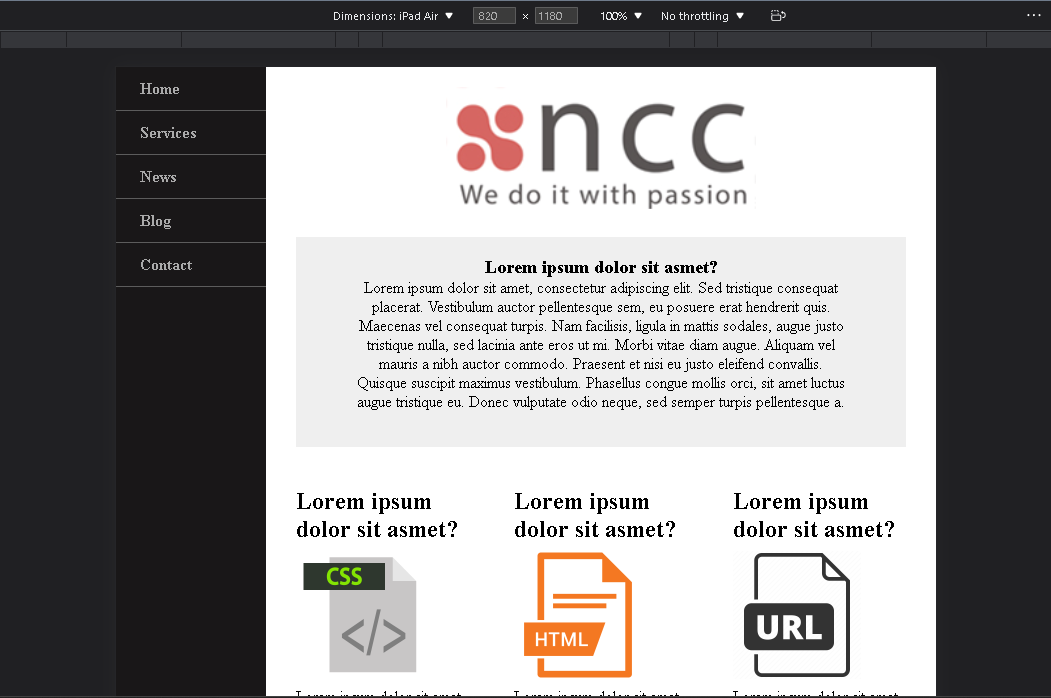 Dimensions: iPad Air ▼ 820 × 1180 100% ▼ No throttling ▼
Home
Services
News
Blog
Contact
ncc
We do it with passion
Lorem ipsum dolor sit asmet?
Lorem ipsum dolor sit amet, consectetur adipiscing elit. Sed tristique consequat
placerat. Vestibulum auctor pellentesque sem, eu posuere erat hendrerit quis.
Maecenas vel consequat turpis. Nam facilisis, ligula in mattis sodales, augue justo
tristique nulla, sed lacinia ante eros ut mi. Morbi vitae diam augue. Aliquam vel
mauris a nibh auctor commodo. Praesent et nisi eu justo eleifend convallis.
Quisque suscipit maximus vestibulum. Phasellus congue mollis orci, sit amet luctus
augue tristique eu. Donec vulputate odio neque, sed semper turpis pellentesque a.
Lorem ipsum
dolor sit asmet?
CSS
</>
Lorem ipsum
dolor sit asmet?
HTML
Lorem ipsum
dolor sit asmet?
URL